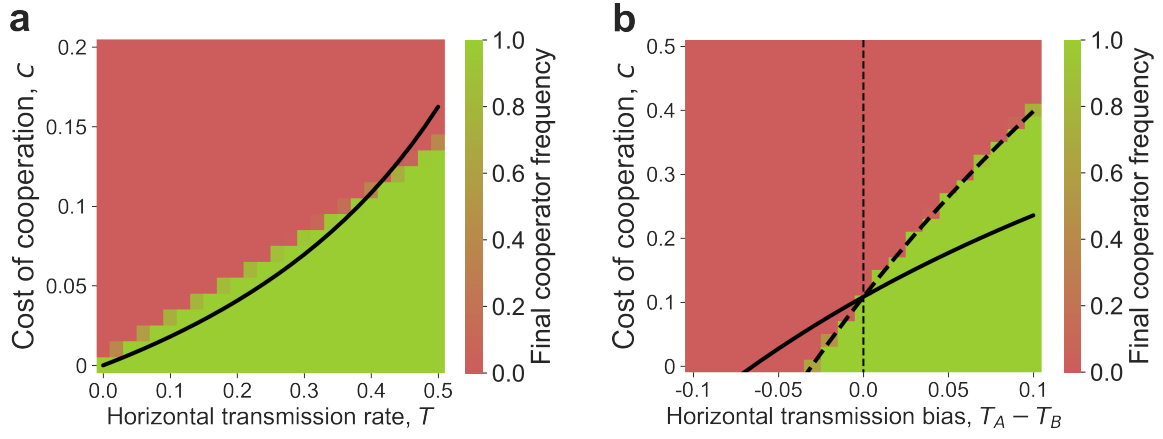 a
0.2
0.15
0.1
0.05
0
Cost of cooperation, C
0.0 0.1 0.2 0.3 0.4 0.5
Horizontal transmission rate, T
1.0
0.8
0.6
0.4
0.2
0.0
Final cooperator frequency
b
0.5
0.4
0.3
0.2
0.1
0
Cost of cooperation, C
-0.1 -0.05 0.0 0.05 0.1
Horizontal transmission bias, T_A − T_B
1.0
0.8
0.6
0.4
0.2
0.0
Final cooperator frequency